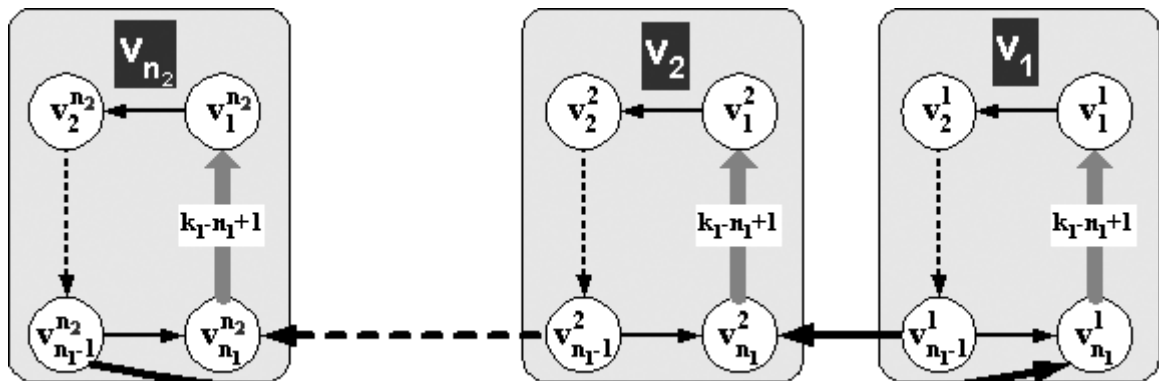 V_{n_2} V_2 V_1
v_2^{n_2} v_1^{n_2} v_2^2 v_1^2 v_2^1 v_1^1
k_1-n_1+1 k_1-n_1+1 k_1-n_1+1
v_{n_1-1}^{n_2} v_{n_1}^{n_2} v_{n_1-1}^2 v_{n_1}^2 v_{n_1-1}^1 v_{n_1}^1